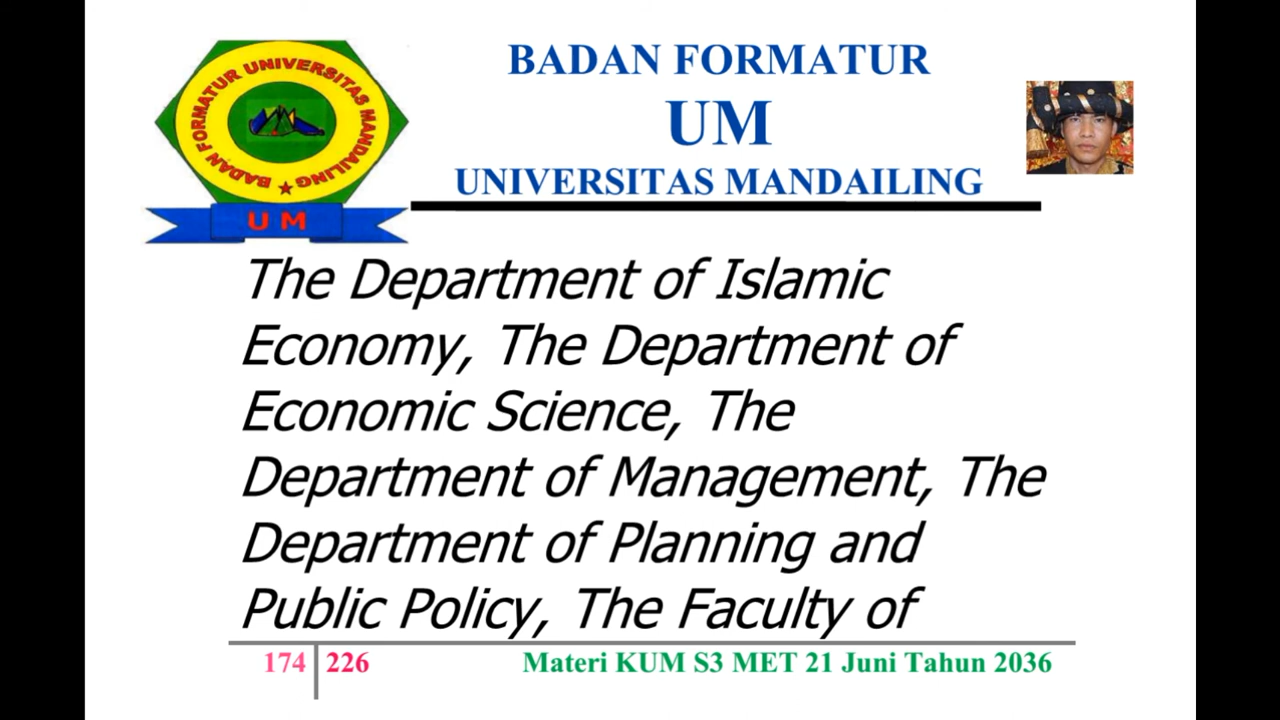 BADAN FORMATUR UNIVERSITAS MANDAILING
UM
BADAN FORMATUR
UM
UNIVERSITAS MANDAILING
The Department of Islamic
Economy, The Department of
Economic Science, The
Department of Management, The
Department of Planning and
Public Policy, The Faculty of
174 226 Materi KUM S3 MET 21 Juni Tahun 2036